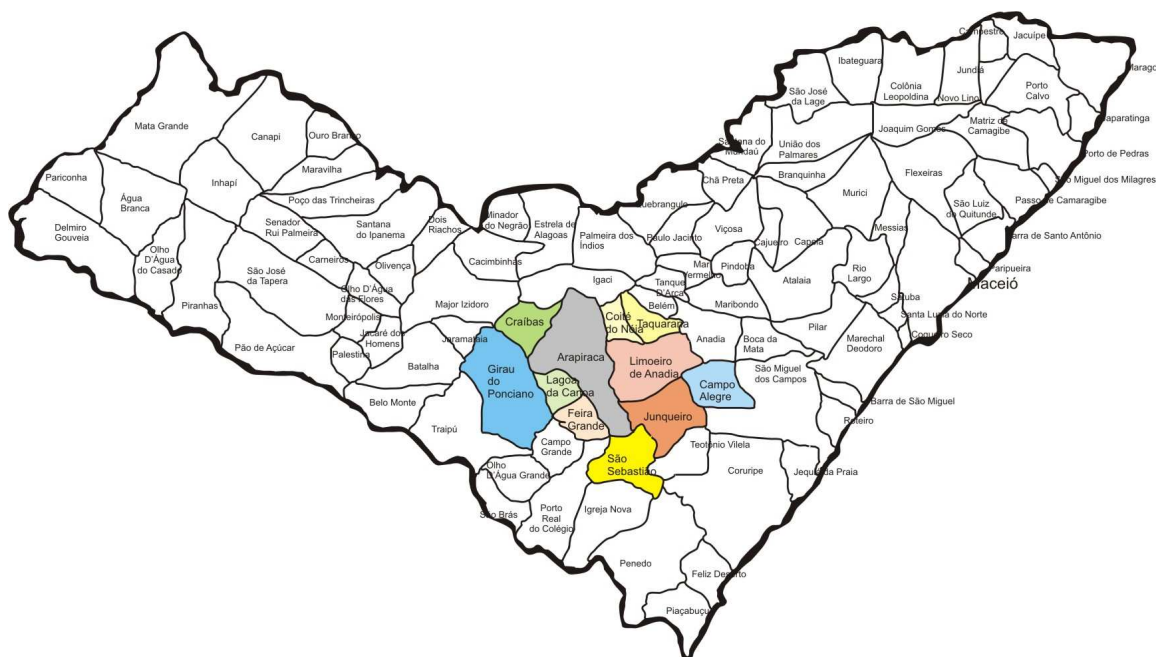 Campestre
Jacuípe
Ibateguara
Jundiá
Marago
Colônia
Leopoldina
Porto
Calvo
São José
da Lage
Novo Lino
Japaratinga
Mata Grande
Canapi
Ouro Branco
Matriz de
Camagibe
Joaquim Gomes
Santana do
Mundaú
União dos
Palmares
Porto de Pedras
Maravilha
Pariconha
Inhapí
Chã Preta
Branquinha
Flexeiras
São Miguel dos Milagres
Água
Branca
Poço das Trincheiras
Murici
Passo de Camaragibe
São Luiz
do Quitunde
Quebrangulo
Minador
do Negrão
Estrela de
Alagoas
Dois
Riachos
Senador
Rui Palmeira
Santana
do Ipanema
Delmiro
Gouveia
Palmeira dos
Índios
Paulo Jacinto
Viçosa
Messias
Barra de Santo Antônio
Cajueiro
Capela
Olho
D'Água
do Casado
Carneiros
Olivença
Cacimbinhas
Mar
Vermelho
Pindoba
Rio
Largo
Paripueira
São José
da Tapera
Igaci
Tanque
D'Arca
Atalaia
Maceió
Olho D'Água
das Flores
Piranhas
Major Izidoro
Belém
Maribondo
Satuba
Santa Luzia do Norte
Monteirópolis
Craíbas
Coité
do Nóia
Taquarana
Pilar
Coqueiro Seco
Jacaré dos
Homens
Jaramataia
Anadia
Boca da
Mata
Marechal
Deodoro
Pão de Açúcar
Palestina
Arapiraca
Limoeiro
de Anadia
Batalha
Girau
do
Ponciano
São Miguel
dos Campos
Lagoa
da Canoa
Campo
Alegre
Belo Monte
Barra de São Miguel
Feira
Grande
Junqueiro
Roteiro
Traipú
Campo
Grande
Teotônio Vilela
São
Sebastião
Olho
D'Água Grande
Coruripe
Jequiá da Praia
São Brás
Porto
Real
do Colégio
Igreja Nova
Penedo
Feliz Deserto
Piaçabuçú